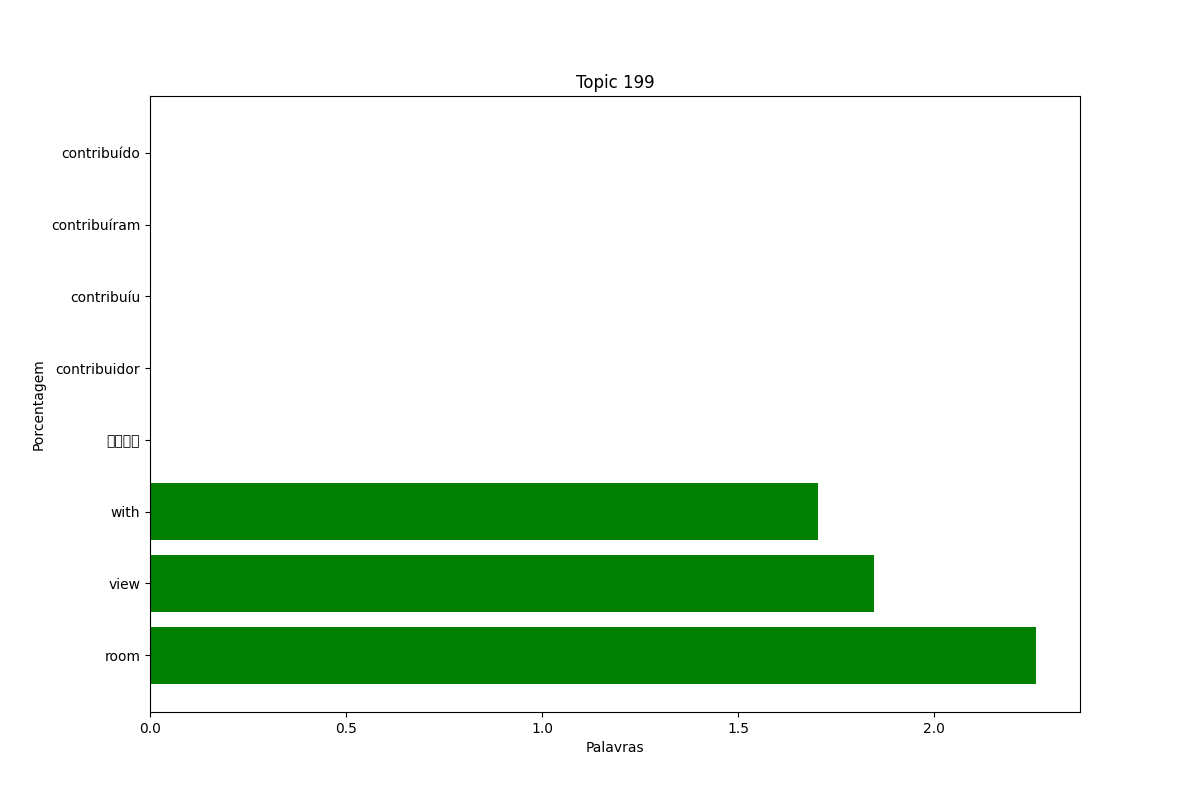 Topic 199
contribuído
contribuíram
contribuíu
contribuidor
with
view
room
Porcentagem
0.0 0.5 1.0 1.5 2.0
Palavras